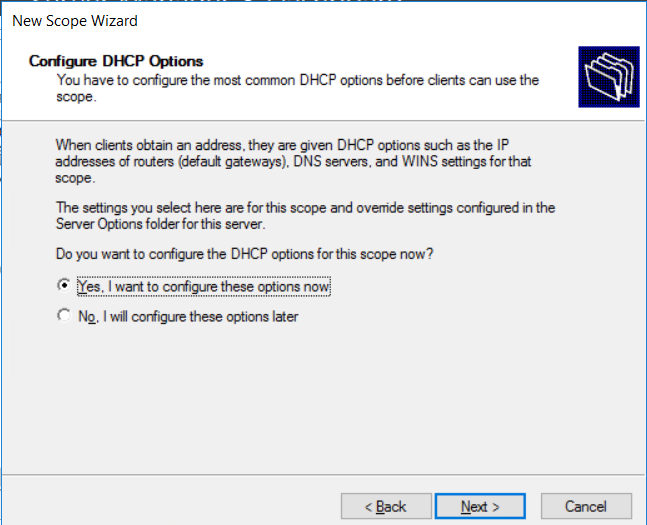 New Scope Wizard
Configure DHCP Options
You have to configure the most common DHCP options before clients can use the
scope.
When clients obtain an address, they are given DHCP options such as the IP
addresses of routers (default gateways), DNS servers, and WINS settings for that
scope.
The settings you select here are for this scope and override settings configured in the
Server Options folder for this server.
Do you want to configure the DHCP options for this scope now?
Yes, I want to configure these options now
No, I will configure these options later
< Back
Next >
Cancel